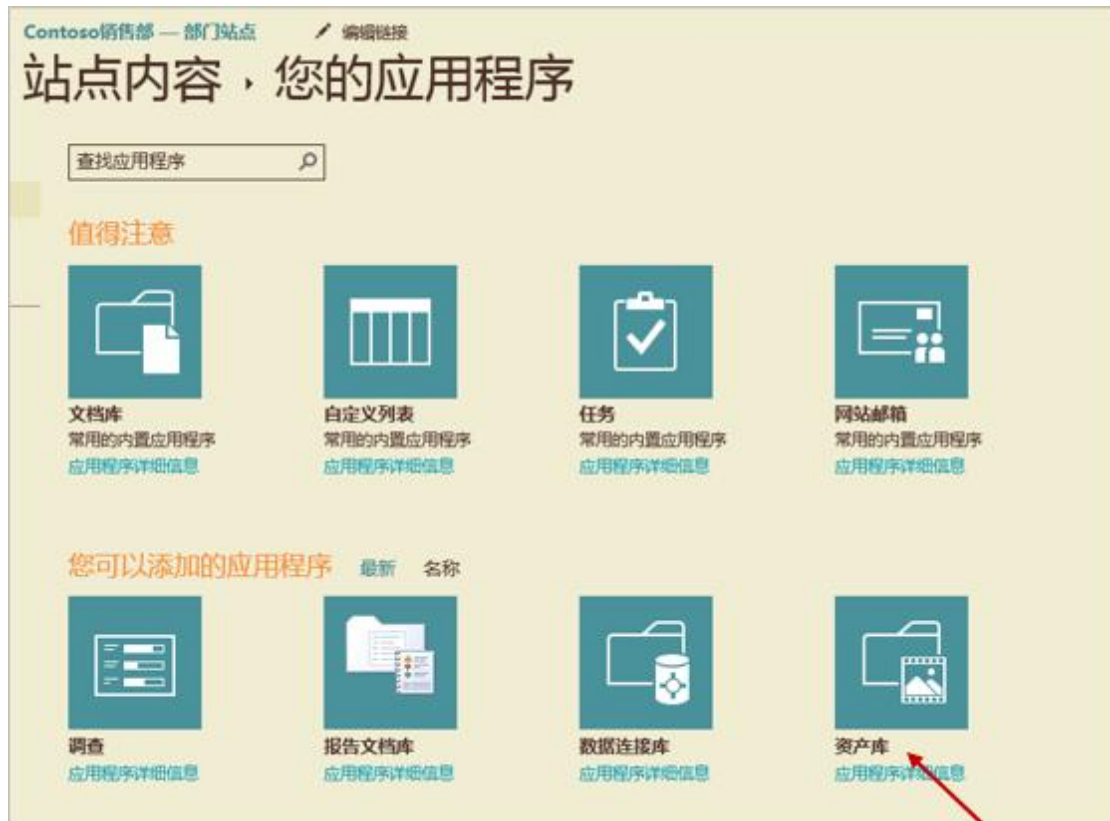 Contoso销售部 — 部门站点 编辑链接
站点内容 › 您的应用程序
查找应用程序
值得注意
文档库 自定义列表 任务 网站邮箱
常用的内置应用程序 常用的内置应用程序 常用的内置应用程序 常用的内置应用程序
应用程序详细信息 应用程序详细信息 应用程序详细信息 应用程序详细信息
您可以添加的应用程序 最新 名称
调查 报告文档库 数据连接库 资产库
应用程序详细信息 应用程序详细信息 应用程序详细信息 应用程序详细信息